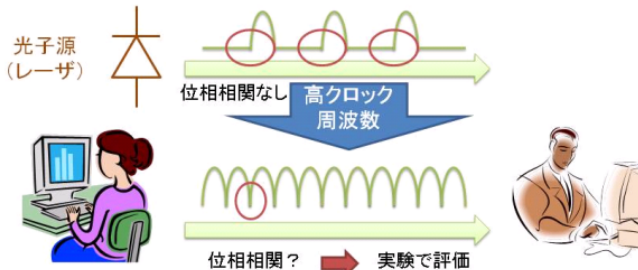 光子源
(レーザ)
位相相関なし
高クロック
周波数
位相相関？
実験で評価